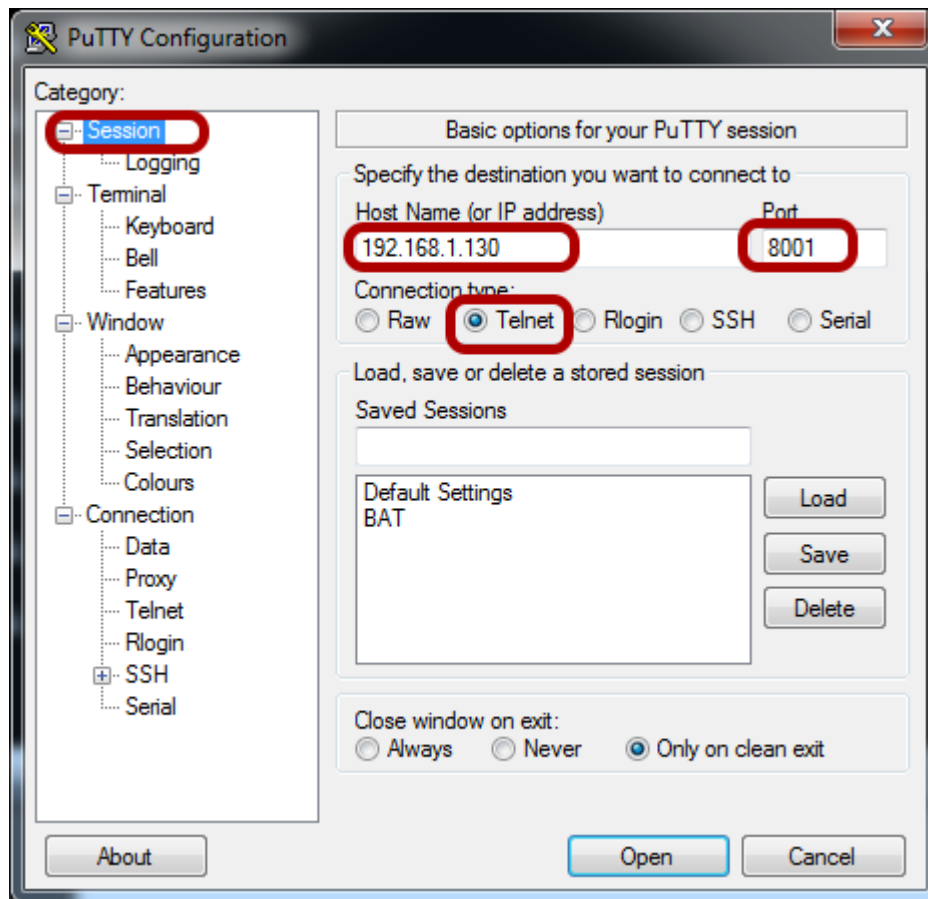 PuTTY Configuration
Category:
Session
Logging
Terminal
Keyboard
Bell
Features
Window
Appearance
Behaviour
Translation
Selection
Colours
Connection
Data
Proxy
Telnet
Rlogin
SSH
Serial
Basic options for your PuTTY session
Specify the destination you want to connect to
Host Name (or IP address) Port
192.168.1.130 8001
Connection type:
Raw Telnet Rlogin SSH Serial
Load, save or delete a stored session
Saved Sessions
Default Settings
BAT
Load
Save
Delete
Close window on exit:
Always Never Only on clean exit
About Open Cancel